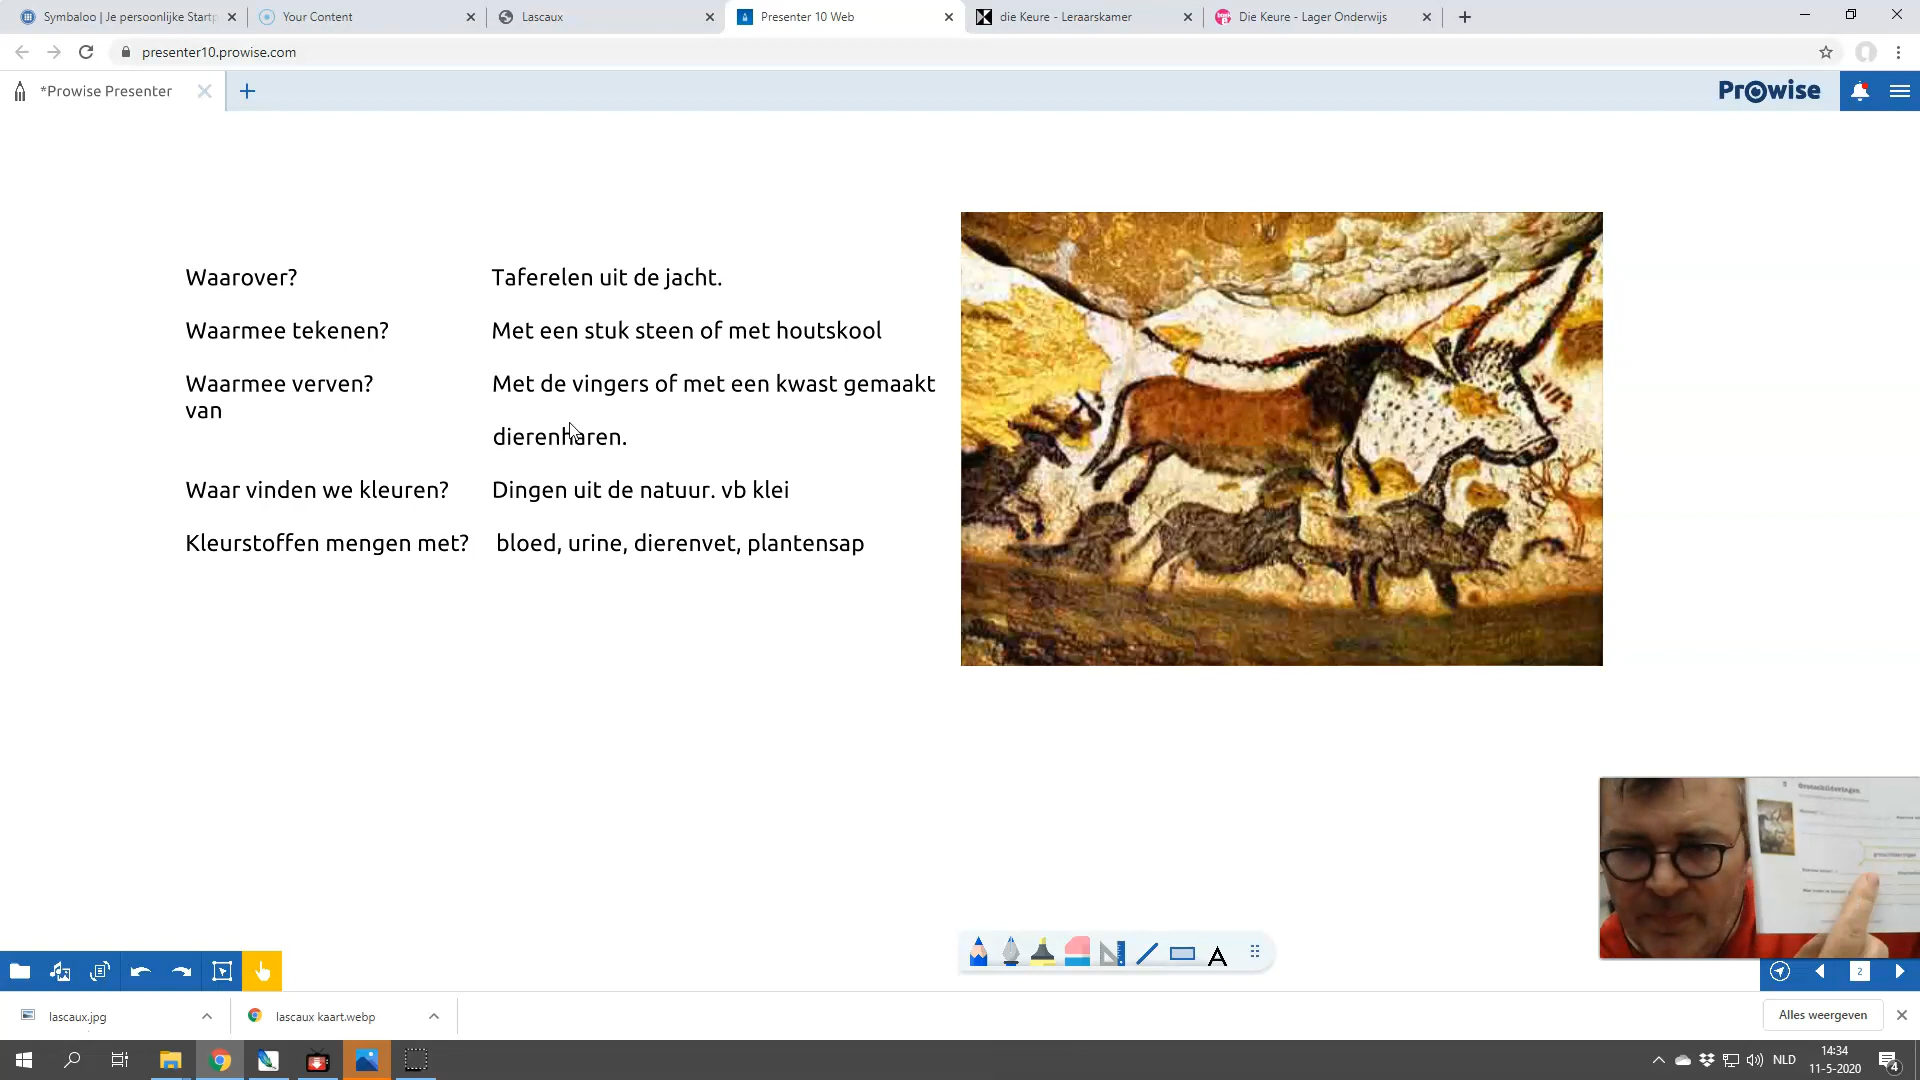 Symbaloo | Je persoonlijke Startp
Your Content
Lascaux
Presenter 10 Web
die Keure - Leraarskamer
Die Keure - Lager Onderwijs
presenter10.prowise.com
*Prowise Presenter
Prowise
Waarover? Taferelen uit de jacht.
Waarmee tekenen? Met een stuk steen of met houtskool
Waarmee verven? Met de vingers of met een kwast gemaakt
van
dierenharen.
Waar vinden we kleuren? Dingen uit de natuur. vb klei
Kleurstoffen mengen met? bloed, urine, dierenvet, plantensap
Grotschilderingen
grotschilderingen
A
2
lascaux.jpg
lascaux kaart.webp
Alles weergeven
NLD
14:34
11-5-2020
4